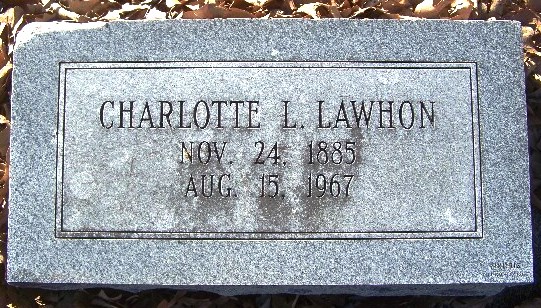 CHARLOTTE L. LAWHON
NOV. 24, 1885
AUG. 15, 1967